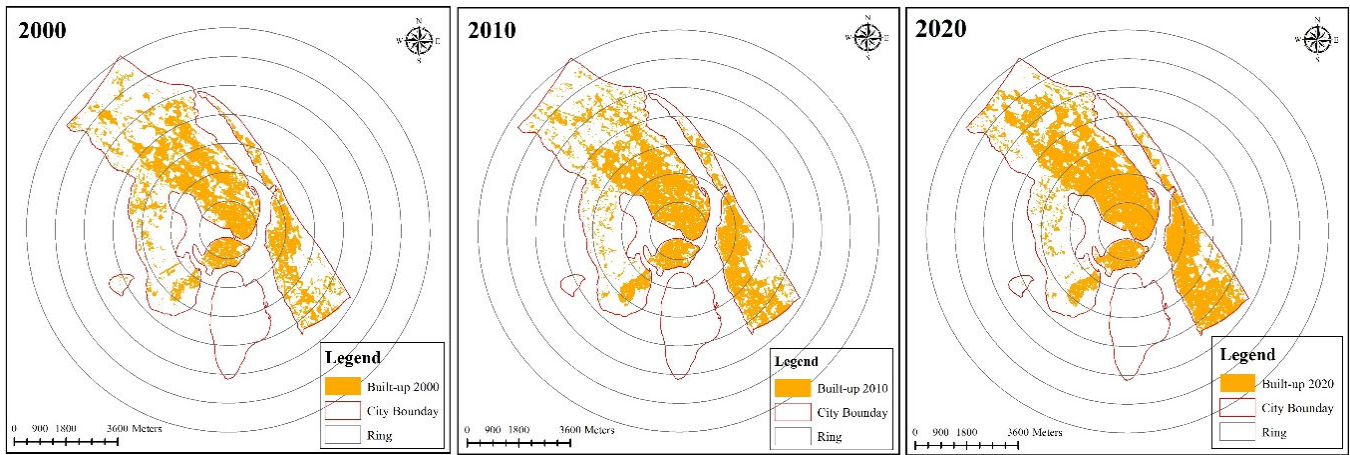 2000
N
W E
S
Legend
Built-up 2000
City Bounday
Ring
0 900 1800 3600 Meters
2010
N
W E
S
Legend
Built-up 2010
City Bounday
Ring
0 900 1800 3600 Meters
2020
N
W E
S
Legend
Built-up 2020
City Bounday
Ring
0 900 1800 3600 Meters